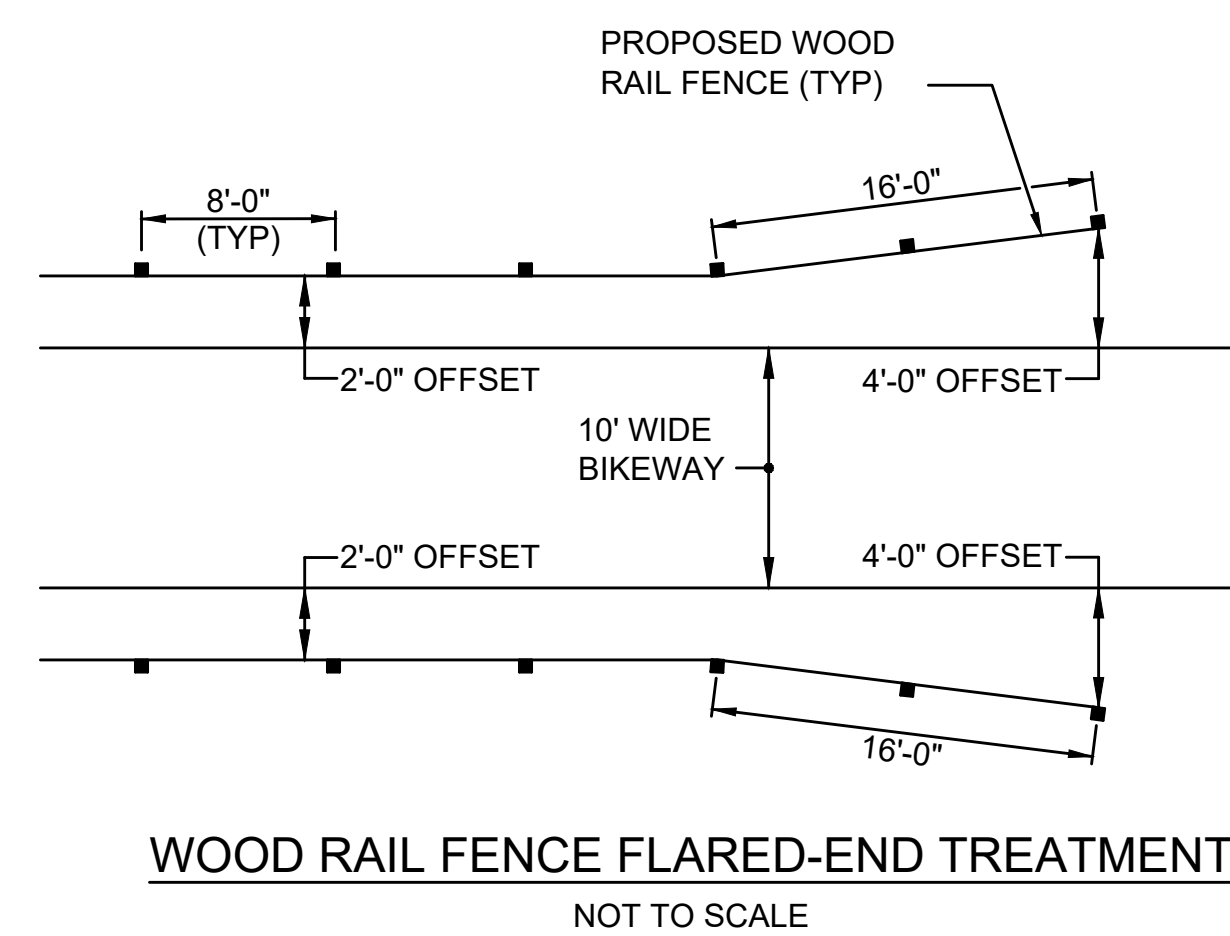 PROPOSED WOOD
RAIL FENCE (TYP)
16'-0"
8'-0"
(TYP)
2'-0" OFFSET
4'-0" OFFSET
10' WIDE
BIKEWAY
2'-0" OFFSET
4'-0" OFFSET
16'-0"
WOOD RAIL FENCE FLARED-END TREATMENT
NOT TO SCALE